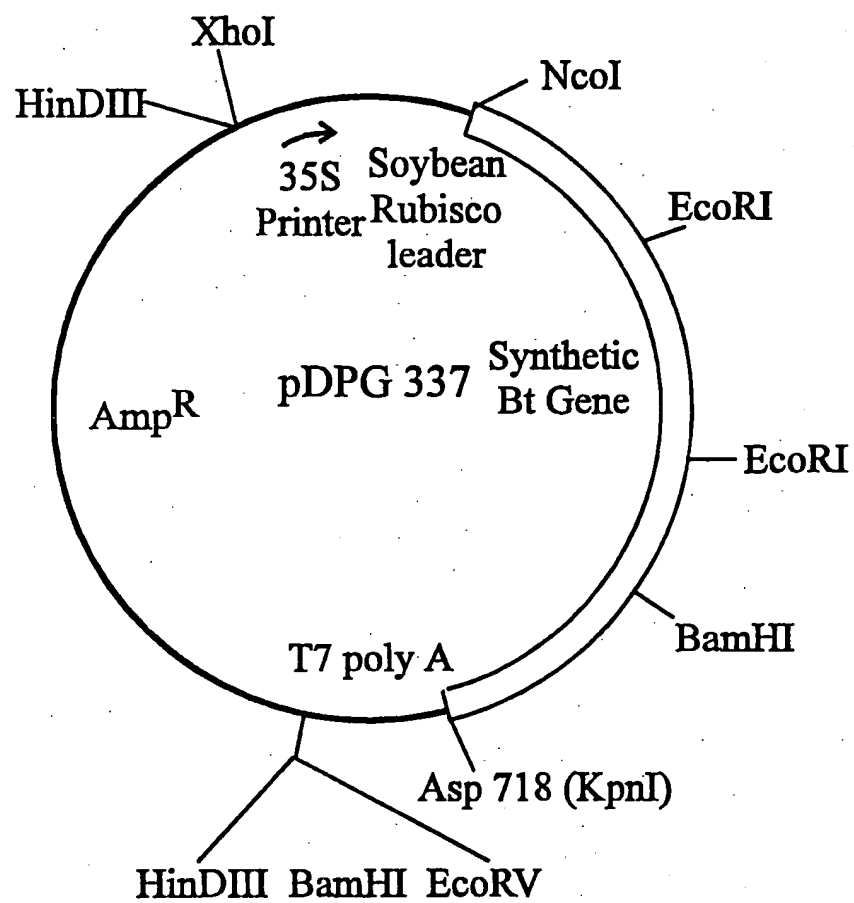 XhoI
HinDIII
NcoI
35S
Printer
Soybean
Rubisco
leader
EcoRI
Amp^R
pDPG 337
Synthetic
Bt Gene
EcoRI
BamHI
T7 poly A
Asp 718 (KpnI)
HinDIII BamHI EcoRV